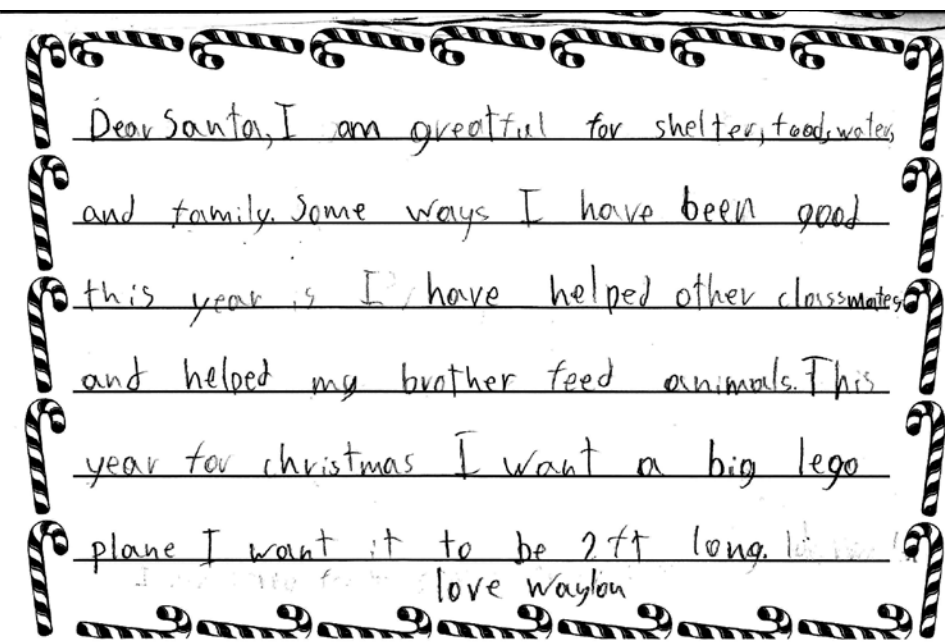 Dear Santa, I am greatful for shelter, food, water,
and family. Some ways I have been good
this year is I have helped other classmates
and helped my brother feed animals. This
year for christmas I want a big lego
plane I want it to be 2ft long.
love Waylon